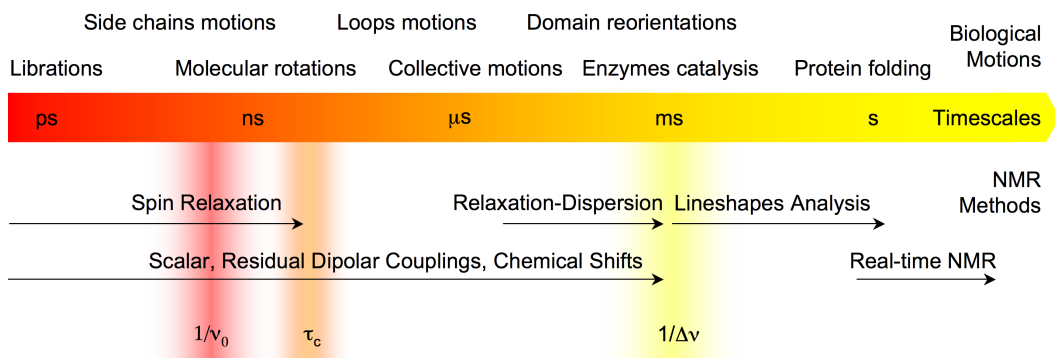 Side chains motions
Loops motions
Domain reorientations
Biological
Motions
Librations
Molecular rotations
Collective motions
Enzymes catalysis
Protein folding
ps
ns
μs
ms
s
Timescales
NMR
Methods
Spin Relaxation
Relaxation-Dispersion
Lineshapes Analysis
Scalar, Residual Dipolar Couplings, Chemical Shifts
Real-time NMR
1/ν₀
τc
1/Δν